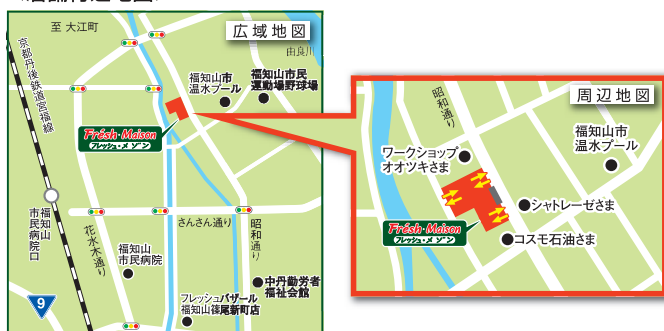 至 大江町
広域地図
由良川
京都丹後鉄道宮福線
福知山市
温水プール
福知山市民
運動場野球場
Frésh・Maison
フレッシュ・メゾン
さんさん通り
福知山
市民病院口
花水木通り
福知山
市民病院
昭和通り
中丹勤労者
福祉会館
9
フレッシュバザール
福知山篠尾新町店
周辺地図
昭和通り
ワークショップ
オオツキさま
福知山市
温水プール
シャトレーゼさま
Frésh・Maison
フレッシュ・メゾン
コスモ石油さま